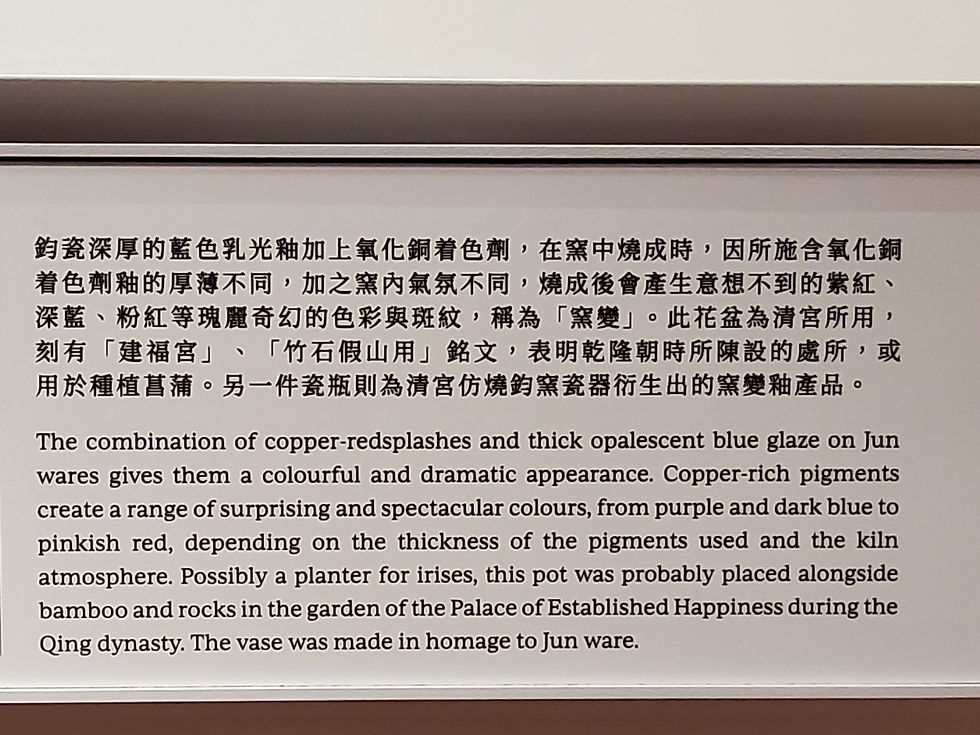 鈞瓷深厚的藍色乳光釉加上氧化銅着色劑，在窯中燒成時，因所施含氧化銅
着色劑釉的厚薄不同，加之窯內氣氛不同，燒成後會產生意想不到的紫紅、
深藍、粉紅等瑰麗奇幻的色彩與斑紋，稱為「窯變」。此花盆為清宮所用，
刻有「建福宮」、「竹石假山用」銘文，表明乾隆朝時所陳設的處所，或
用於種植菖蒲。另一件瓷瓶則為清宮仿燒鈞窯瓷器衍生出的窯變釉產品。
The combination of copper-redsplashes and thick opalescent blue glaze on Jun
wares gives them a colourful and dramatic appearance. Copper-rich pigments
create a range of surprising and spectacular colours, from purple and dark blue to
pinkish red, depending on the thickness of the pigments used and the kiln
atmosphere. Possibly a planter for irises, this pot was probably placed alongside
bamboo and rocks in the garden of the Palace of Established Happiness during the
Qing dynasty. The vase was made in homage to Jun ware.